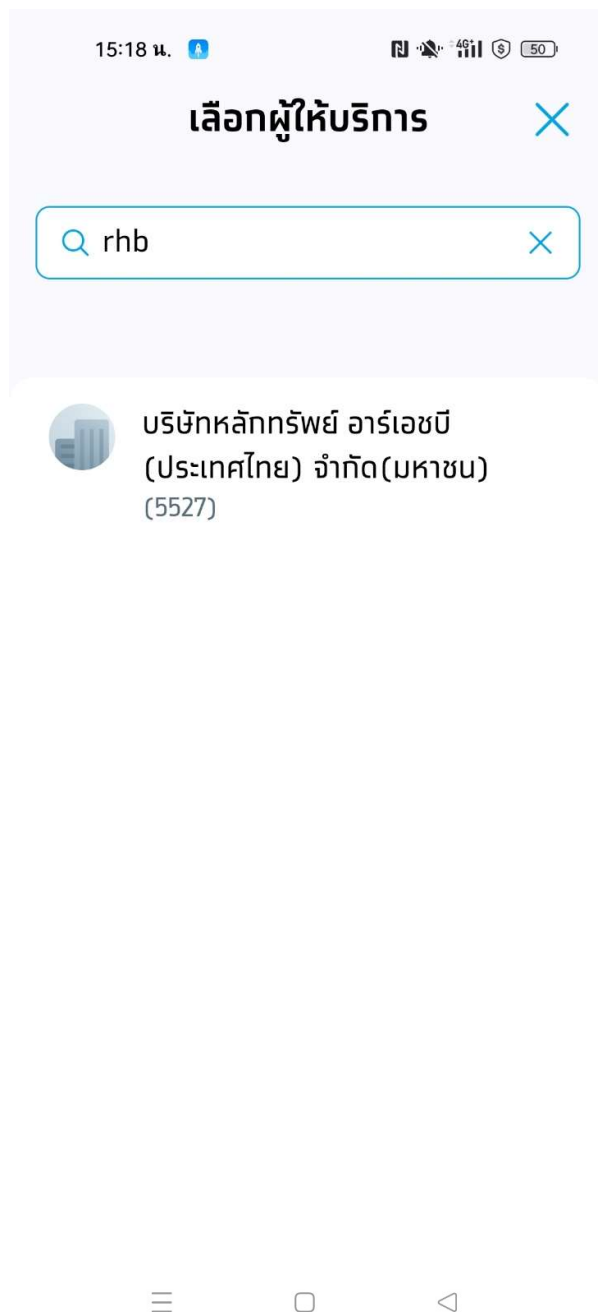 15:18 น. 4G+ $ 50
เลือกผู้ให้บริการ
rhb
บริษัทหลักทรัพย์ อาร์เอชบี
(ประเทศไทย) จำกัด(มหาชน)
(5527)